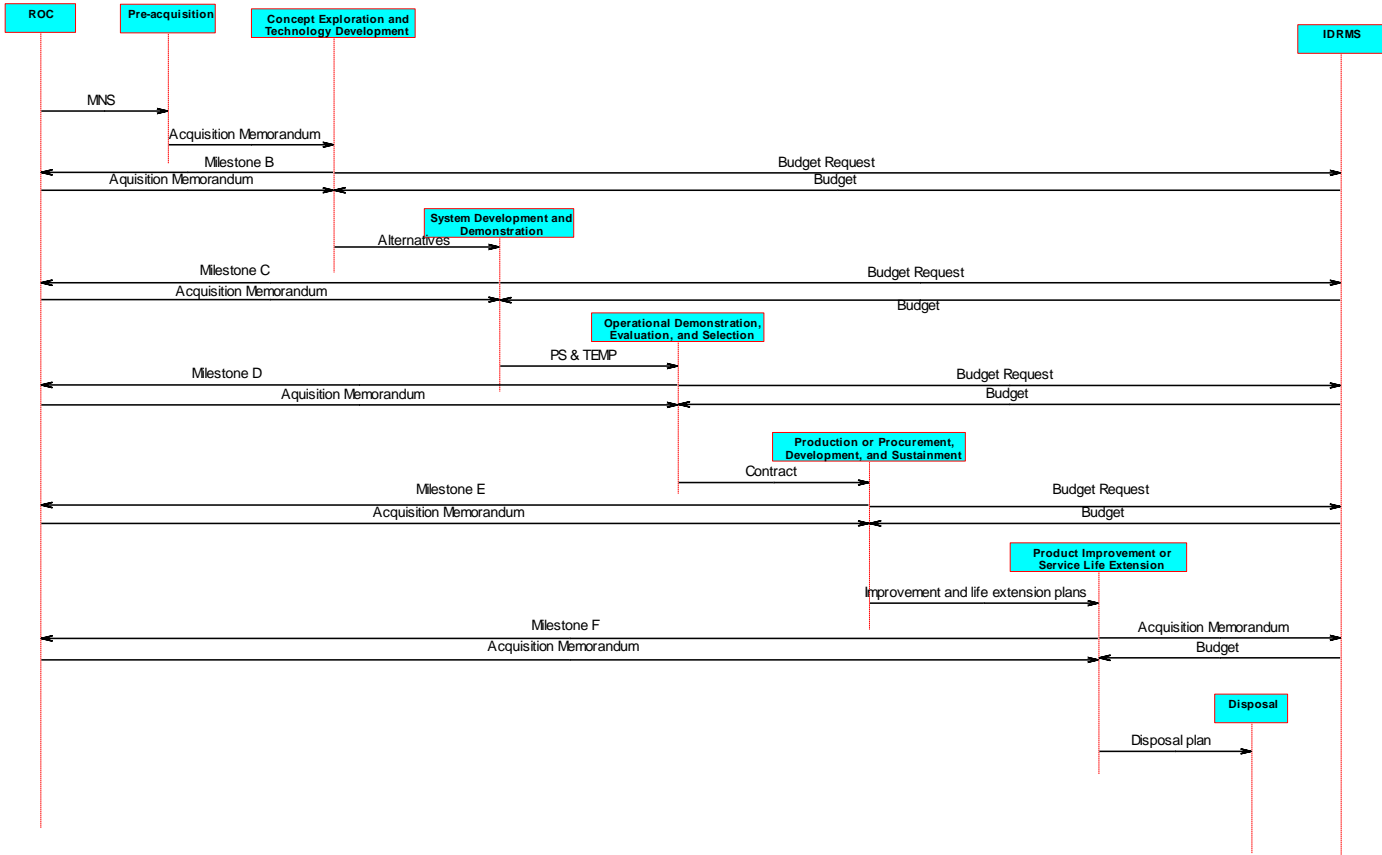 ROC
Pre-acquisition
Concept Exploration and
Technology Development
IDRMS
MNS
Acquisition Memorandum
Milestone B
Budget Request
Aquisition Memorandum
Budget
System Development and
Demonstration
Alternatives
Milestone C
Budget Request
Acquisition Memorandum
Budget
Operational Demonstration,
Evaluation, and Selection
PS & TEMP
Milestone D
Budget Request
Aquisition Memorandum
Budget
Production or Procurement,
Development, and Sustainment
Contract
Milestone E
Budget Request
Acquisition Memorandum
Budget
Product Improvement or
Service Life Extension
Improvement and life extension plans
Milestone F
Acquisition Memorandum
Acquisition Memorandum
Budget
Disposal
Disposal plan